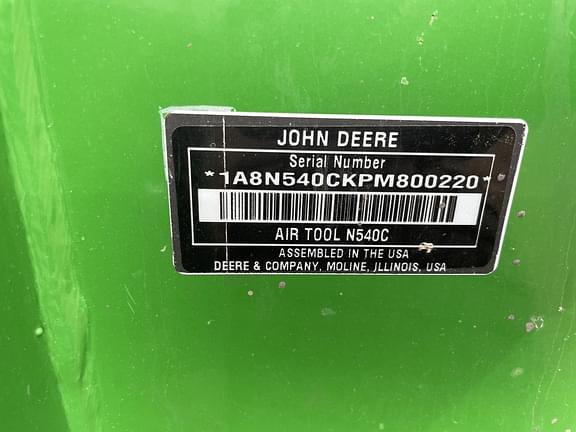 JOHN DEERE
Serial Number
*1A8N540CKPM800220*
AIR TOOL N540C
ASSEMBLED IN THE USA
DEERE & COMPANY, MOLINE, ILLINOIS, USA